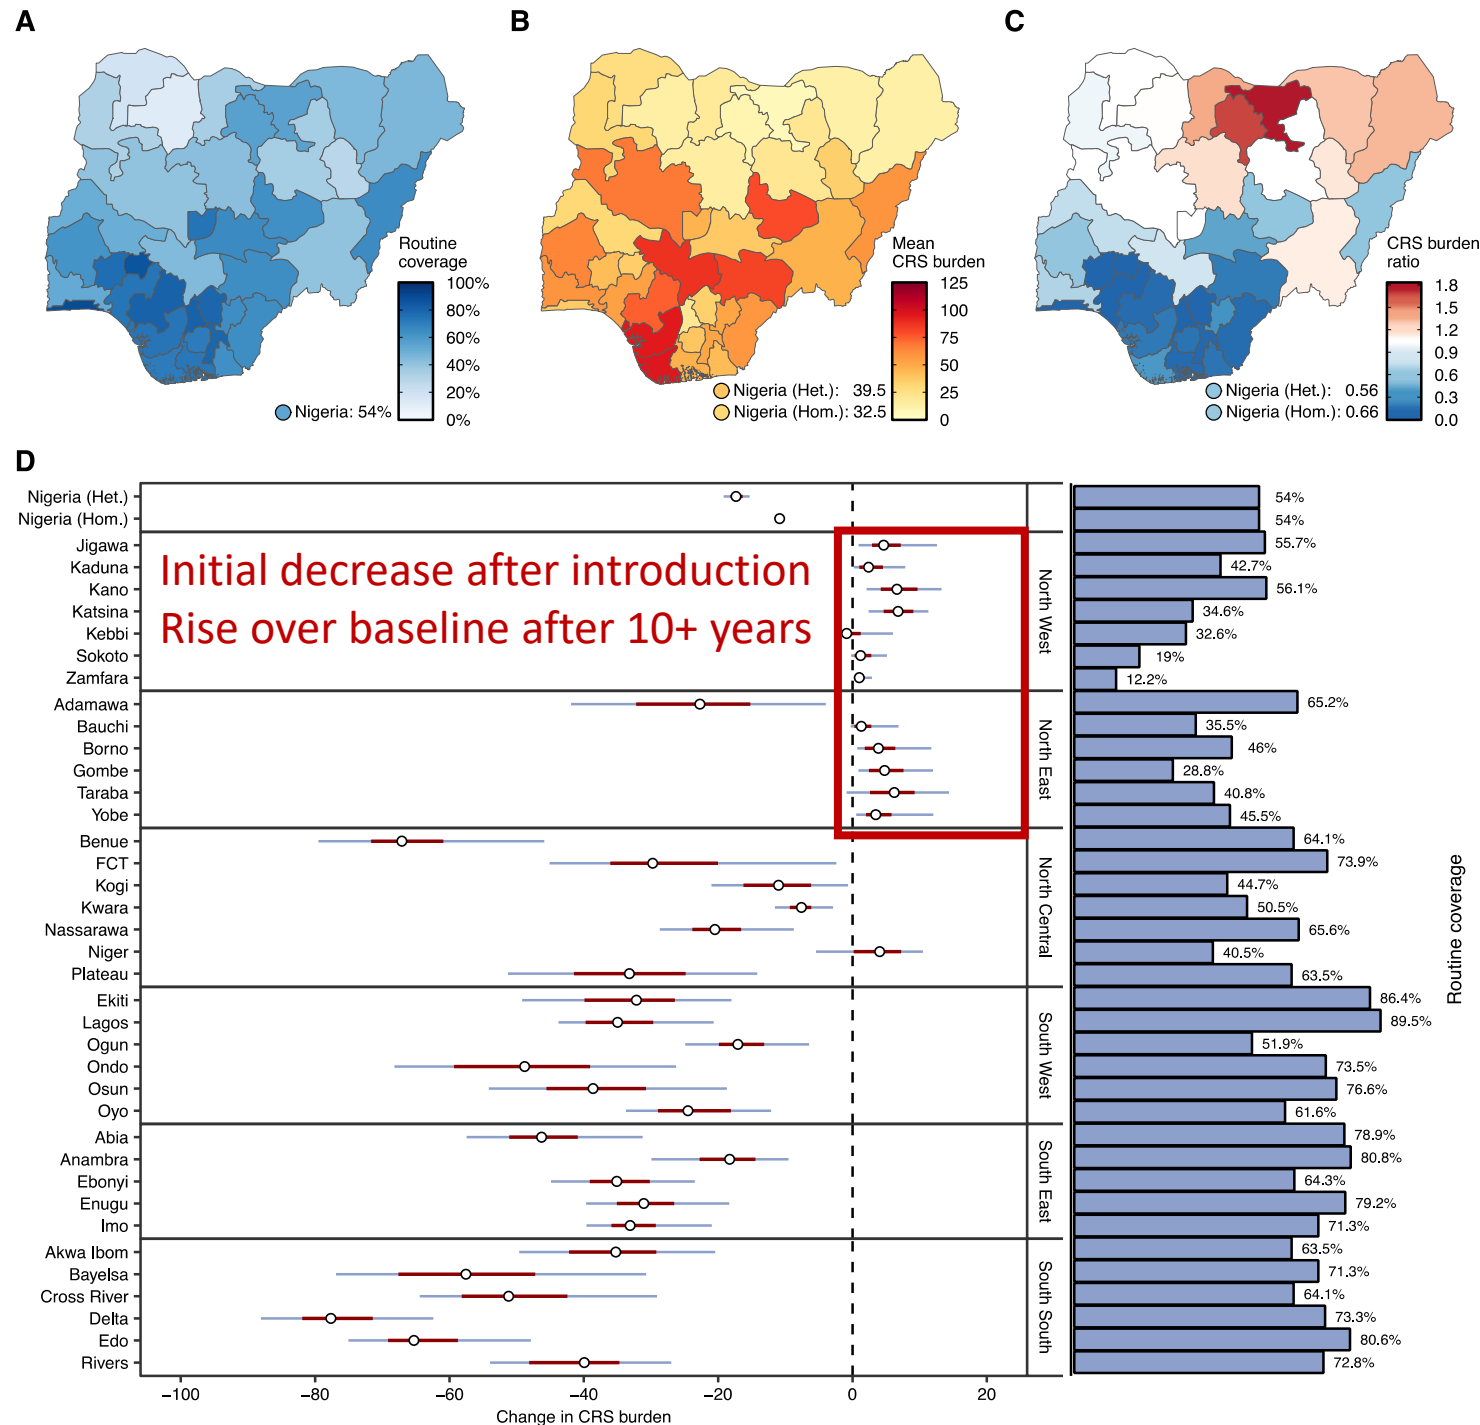 A
B
C
Routine
coverage
100%
80%
60%
40%
20%
0%
Nigeria: 54%
Mean
CRS burden
125
100
75
50
25
0
Nigeria (Het.): 39.5
Nigeria (Hom.): 32.5
CRS burden
ratio
1.8
1.5
1.2
0.9
0.6
0.3
0.0
Nigeria (Het.): 0.56
Nigeria (Hom.): 0.66
D
Nigeria (Het.) 54%
Nigeria (Hom.) 54%
Initial decrease after introduction
Rise over baseline after 10+ years
North West
Jigawa 55.7%
Kaduna 42.7%
Kano 56.1%
Katsina 34.6%
Kebbi 32.6%
Sokoto 19%
Zamfara 12.2%
North East
Adamawa 65.2%
Bauchi 35.5%
Borno 46%
Gombe 28.8%
Taraba 40.8%
Yobe 45.5%
North Central
Benue 64.1%
FCT 73.9%
Kogi 44.7%
Kwara 50.5%
Nassarawa 65.6%
Niger 40.5%
Plateau 63.5%
South West
Ekiti 86.4%
Lagos 89.5%
Ogun 51.9%
Ondo 73.5%
Osun 76.6%
Oyo 61.6%
South East
Abia 78.9%
Anambra 80.8%
Ebonyi 64.3%
Enugu 79.2%
Imo 71.3%
South South
Akwa Ibom 63.5%
Bayelsa 71.3%
Cross River 64.1%
Delta 73.3%
Edo 80.6%
Rivers 72.8%
Routine coverage
−100 −80 −60 −40 −20 0 20
Change in CRS burden